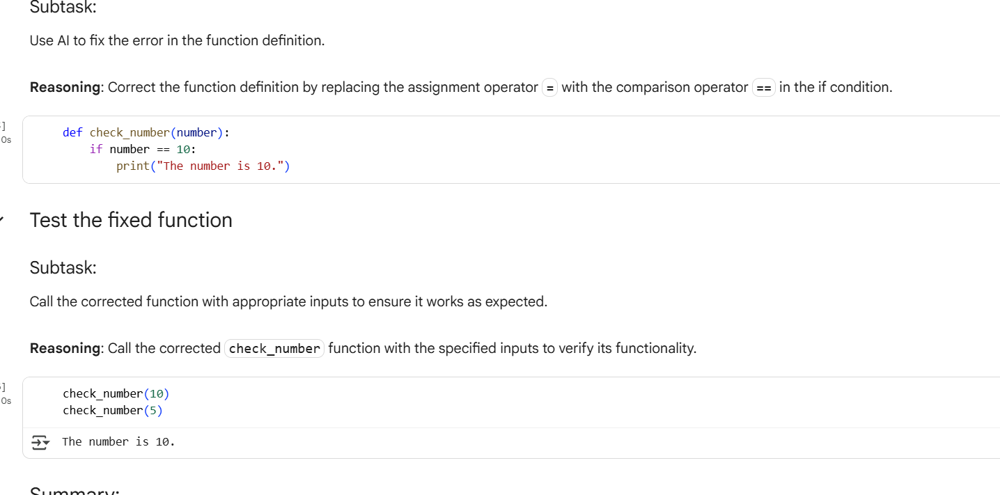 Subtask:
Use AI to fix the error in the function definition.
Reasoning: Correct the function definition by replacing the assignment operator = with the comparison operator == in the if condition.
]
0s
def check_number(number):
    if number == 10:
        print("The number is 10.")
Test the fixed function
Subtask:
Call the corrected function with appropriate inputs to ensure it works as expected.
Reasoning: Call the corrected check_number function with the specified inputs to verify its functionality.
]
0s
check_number(10)
check_number(5)
The number is 10.
Summary: